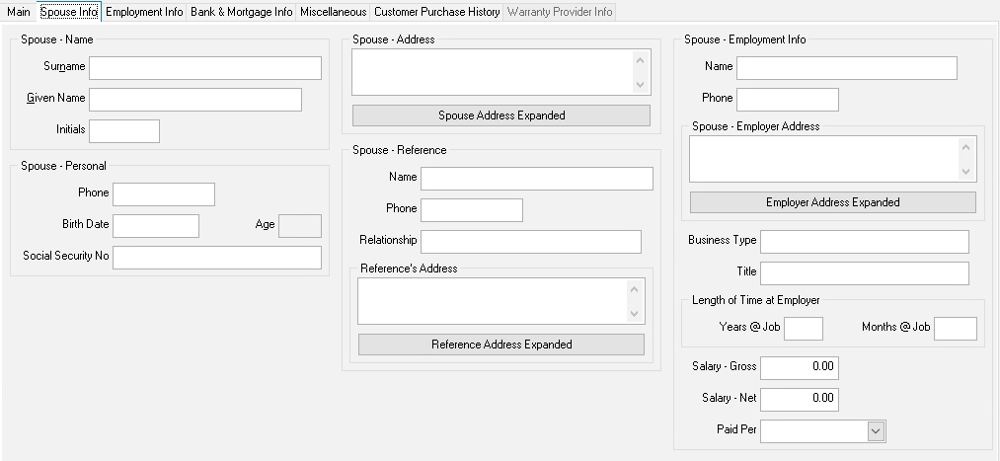 Main Spouse Info Employment Info Bank & Mortgage Info Miscellaneous Customer Purchase History Warranty Provider Info
Spouse - Name
Surname
Given Name
Initials
Spouse - Personal
Phone
Birth Date Age
Social Security No
Spouse - Address
Spouse Address Expanded
Spouse - Reference
Name
Phone
Relationship
Reference's Address
Reference Address Expanded
Spouse - Employment Info
Name
Phone
Spouse - Employer Address
Employer Address Expanded
Business Type
Title
Length of Time at Employer
Years @ Job Months @ Job
Salary - Gross 0.00
Salary - Net 0.00
Paid Per